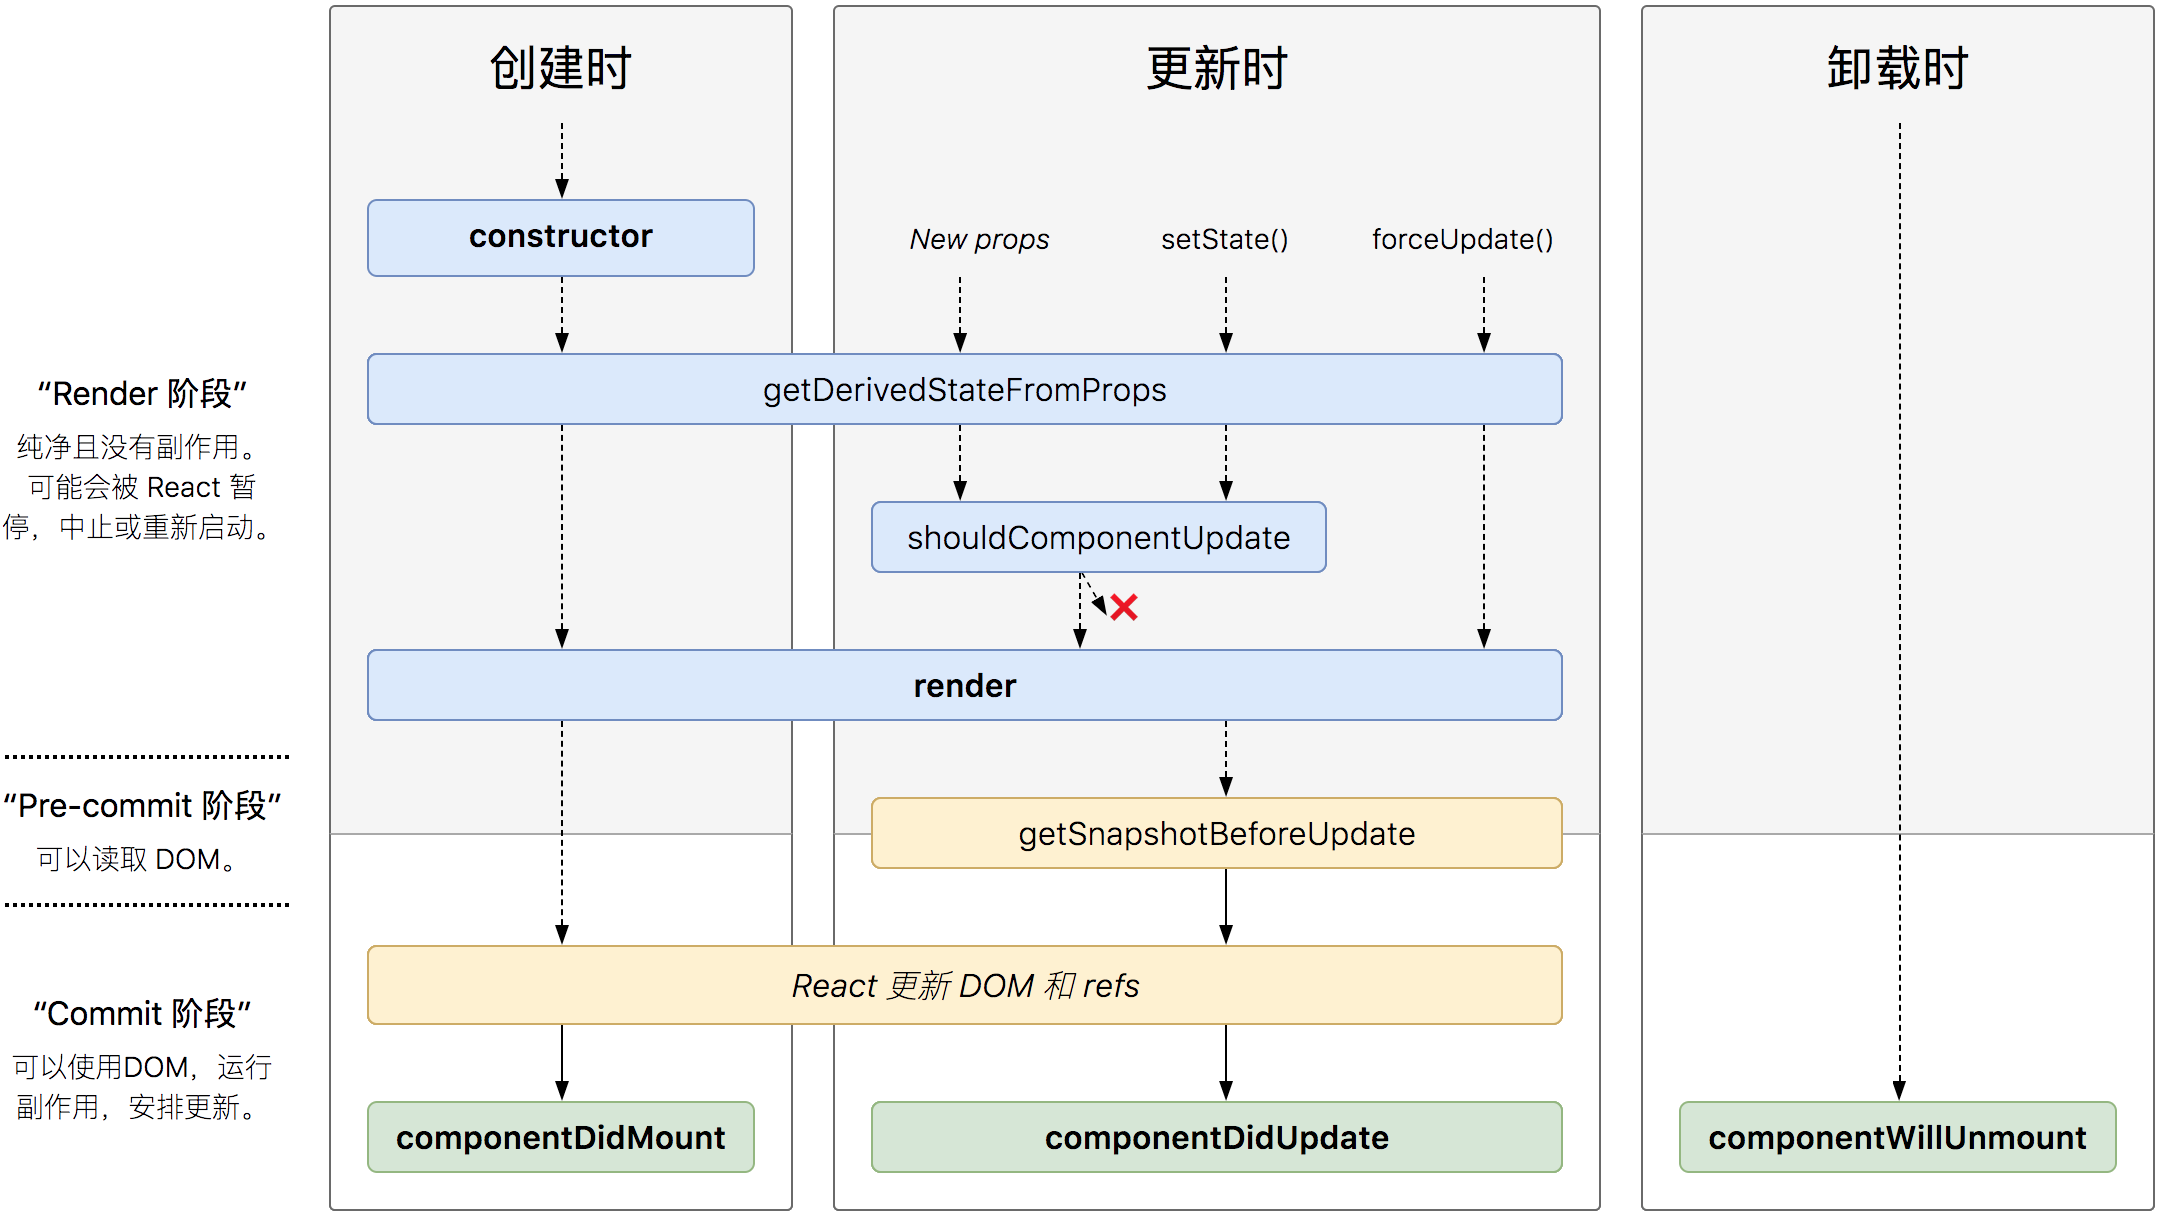 创建时
更新时
卸载时
constructor
New props
setState()
forceUpdate()
getDerivedStateFromProps
“Render 阶段”
纯净且没有副作用。
可能会被 React 暂
停，中止或重新启动。
shouldComponentUpdate
render
“Pre-commit 阶段”
可以读取 DOM。
getSnapshotBeforeUpdate
React 更新 DOM 和 refs
“Commit 阶段”
可以使用DOM，运行
副作用，安排更新。
componentDidMount
componentDidUpdate
componentWillUnmount